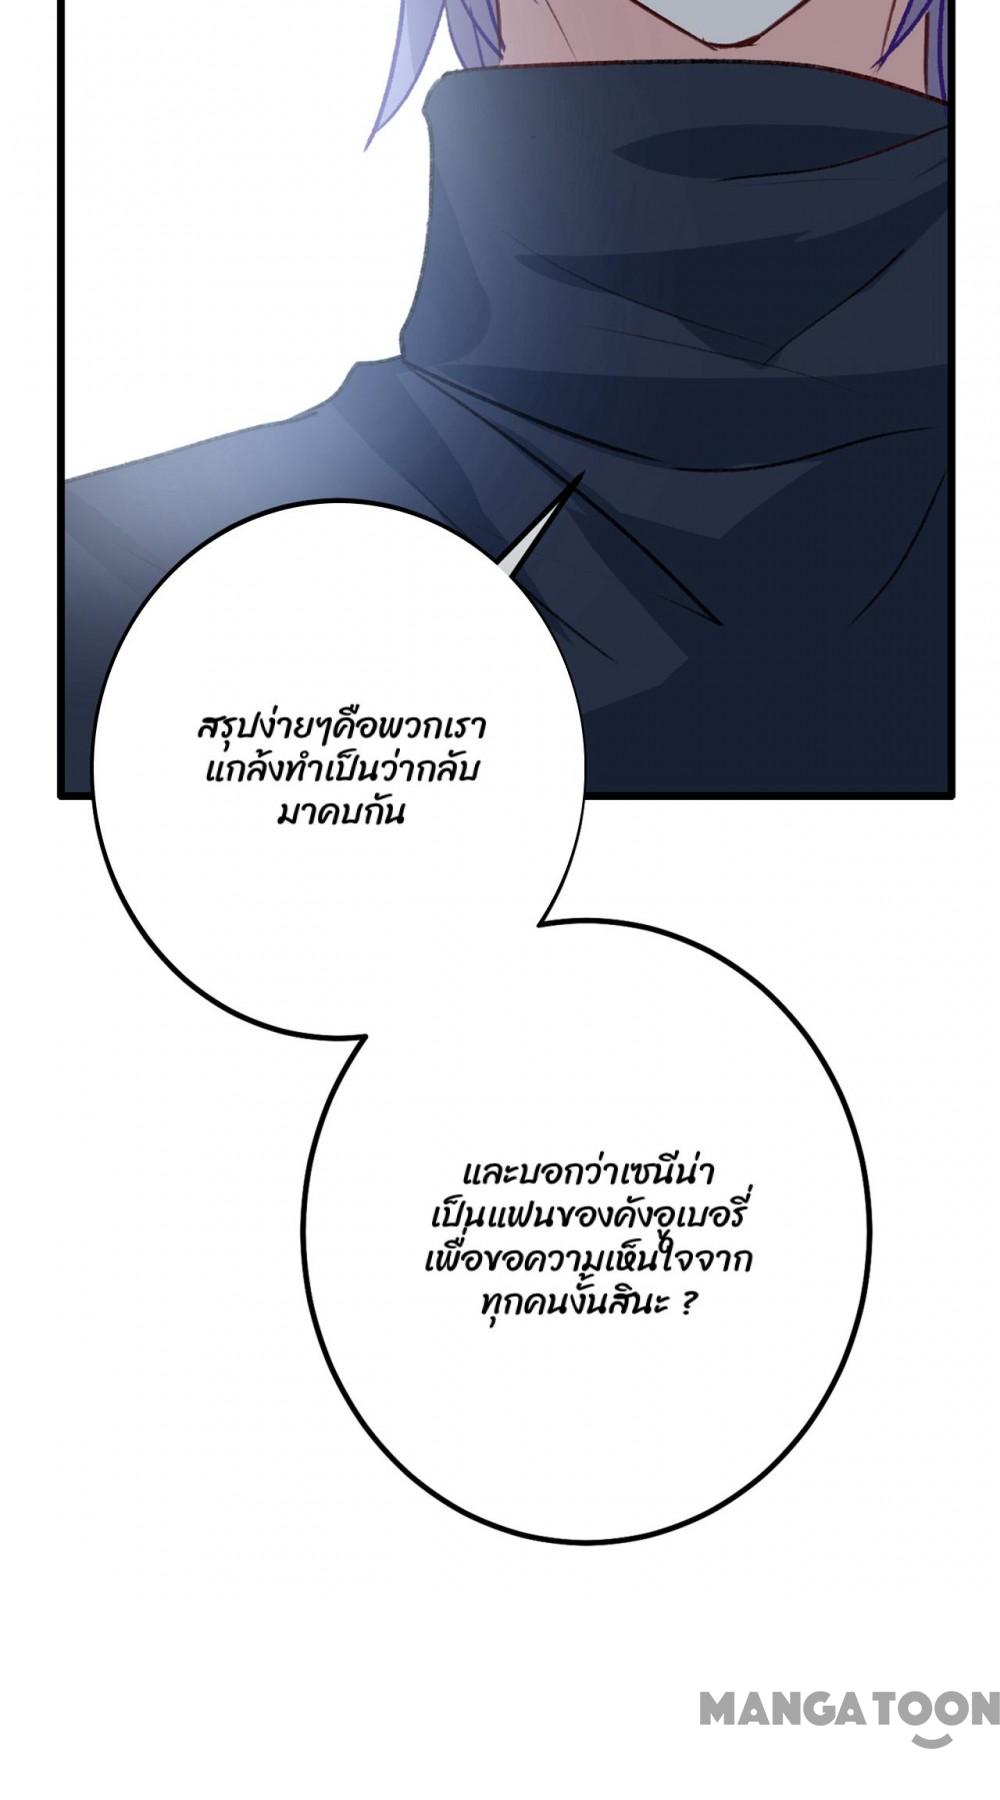 สรุปง่ายๆคือพวกเรา
แกล้งทำเป็นว่ากลับ
มาคบกัน
และบอกว่าเซนีน่า
เป็นแฟนของคังอูเบอรี่
เพื่อขอความเห็นใจจาก
ทุกคนงั้นสินะ ?
MANGATOON